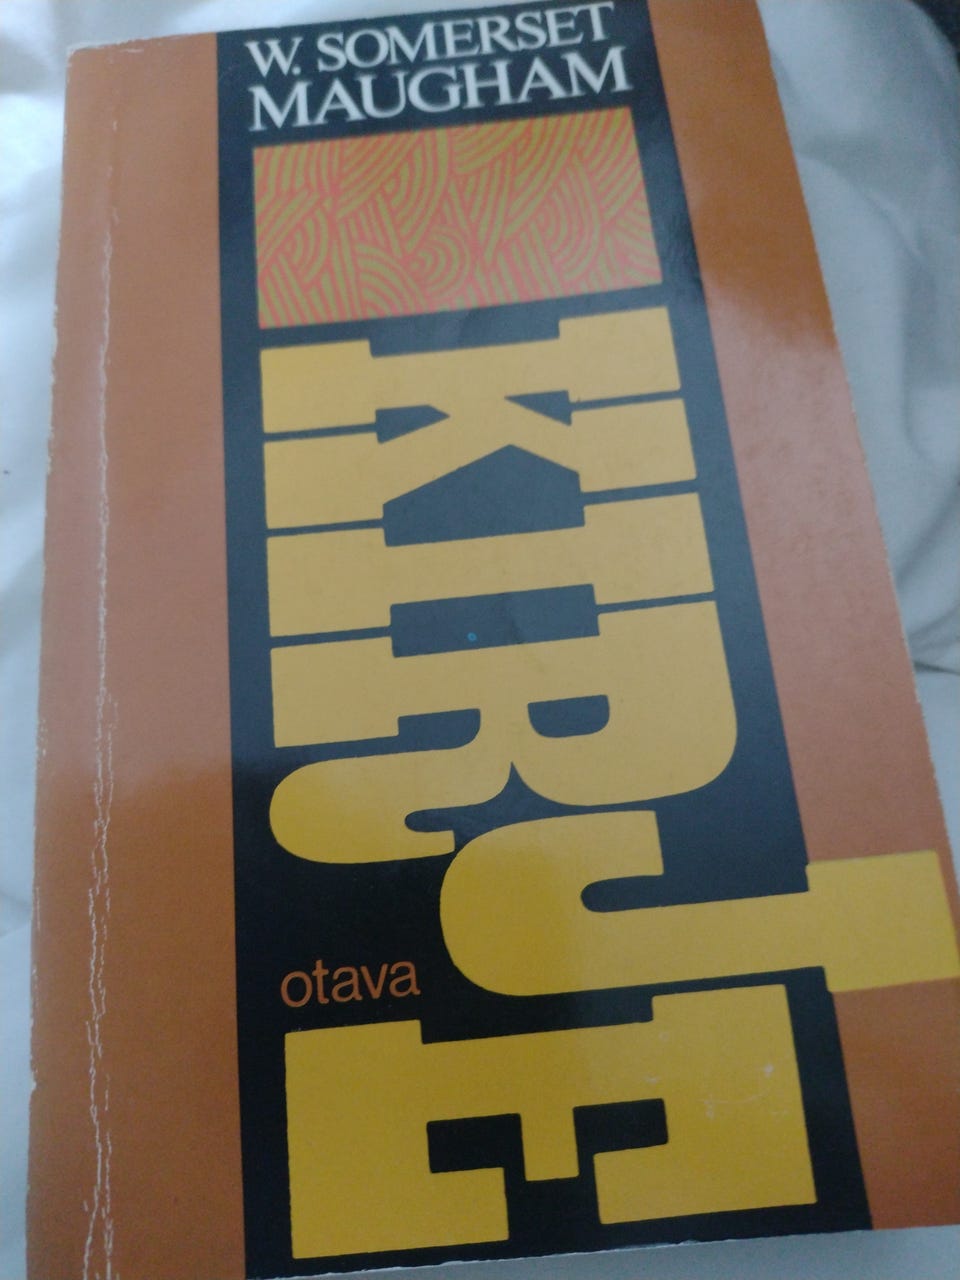 W. SOMERSET
MAUGHAM
KIRJE
otava